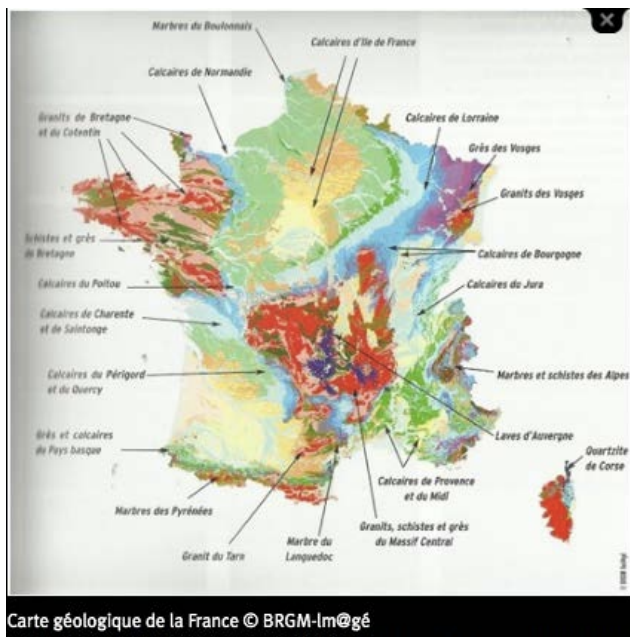 Marbres du Boulonnais
Calcaires d'Ile de France
Calcaires de Normandie
Granits de Bretagne
et du Cotentin
Calcaires de Lorraine
Grès des Vosges
Granits des Vosges
Schistes et grès
de Bretagne
Calcaires de Bourgogne
Calcaires du Poitou
Calcaires du Jura
Calcaires de Charente
et de Saintonge
Calcaires du Périgord
et du Quercy
Marbres et schistes des Alpes
Laves d'Auvergne
Grès et calcaires
du Pays basque
Quartzite
de Corse
Calcaires de Provence
et du Midi
Marbres des Pyrénées
Granits, schistes et grès
du Massif Central
Marbre du
Languedoc
Granit du Tarn
Carte géologique de la France © BRGM-Im@gé